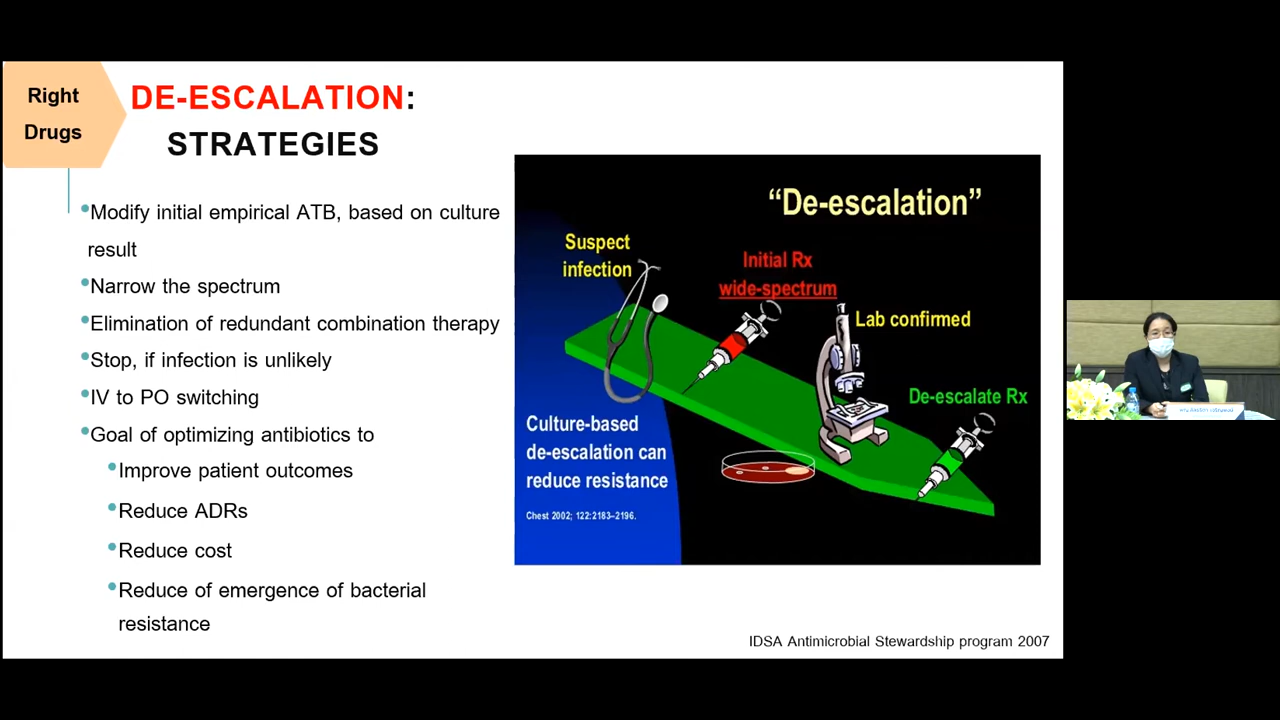 Right
Drugs
DE-ESCALATION:
STRATEGIES
•Modify initial empirical ATB, based on culture
result
•Narrow the spectrum
•Elimination of redundant combination therapy
•Stop, if infection is unlikely
•IV to PO switching
•Goal of optimizing antibiotics to
•Improve patient outcomes
•Reduce ADRs
•Reduce cost
•Reduce of emergence of bacterial
resistance
“De-escalation”
Suspect
infection
Initial Rx
wide-spectrum
Lab confirmed
De-escalate Rx
Culture-based
de-escalation can
reduce resistance
Chest 2002; 122:2183–2196.
IDSA Antimicrobial Stewardship program 2007